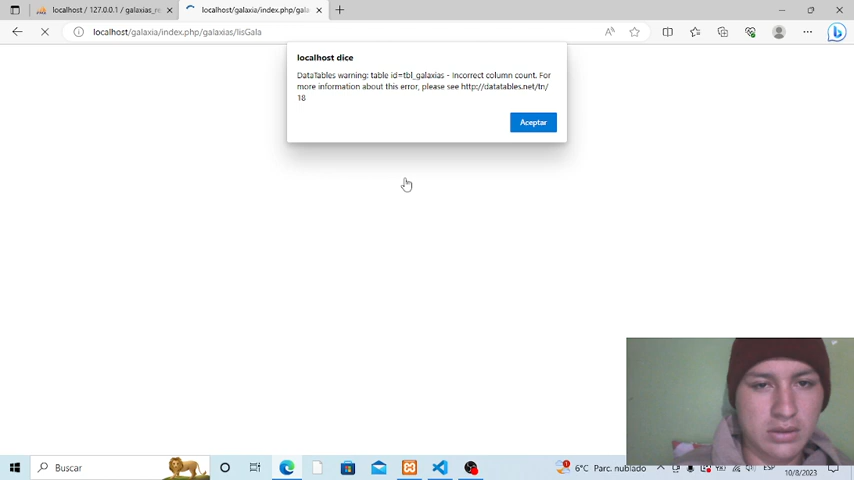 localhost / 127.0.0.1 / galaxias_re
localhost/galaxia/index.php/gala
localhost/galaxia/index.php/galaxias/lisGala
localhost dice
DataTables warning: table id=tbl_galaxias - Incorrect column count. For
more information about this error, please see http://datatables.net/tn/
18
Aceptar
Buscar
6°C Parc. nublado
ESP
10/8/2023